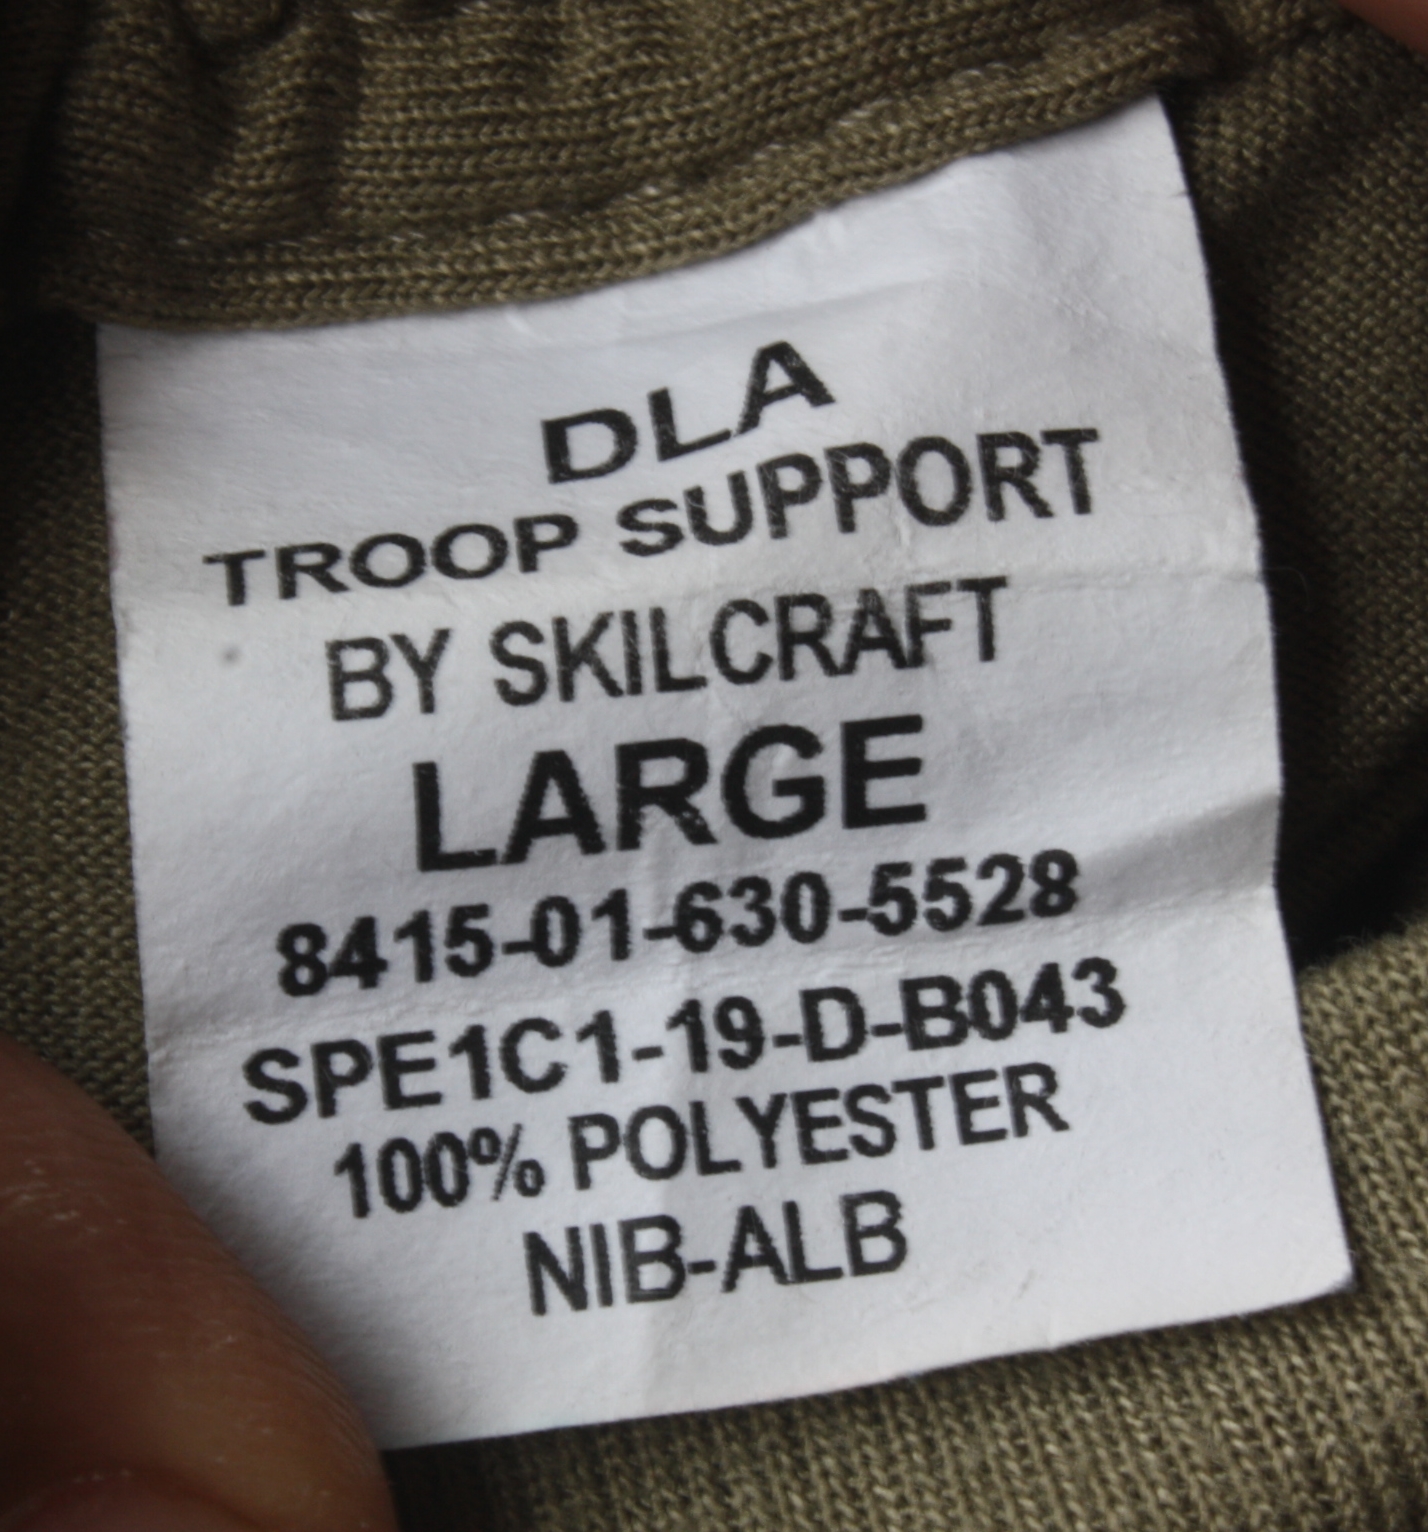 DLA
TROOP SUPPORT
BY SKILCRAFT
LARGE
8415-01-630-5528
SPE1C1-19-D-B043
100% POLYESTER
NIB-ALB